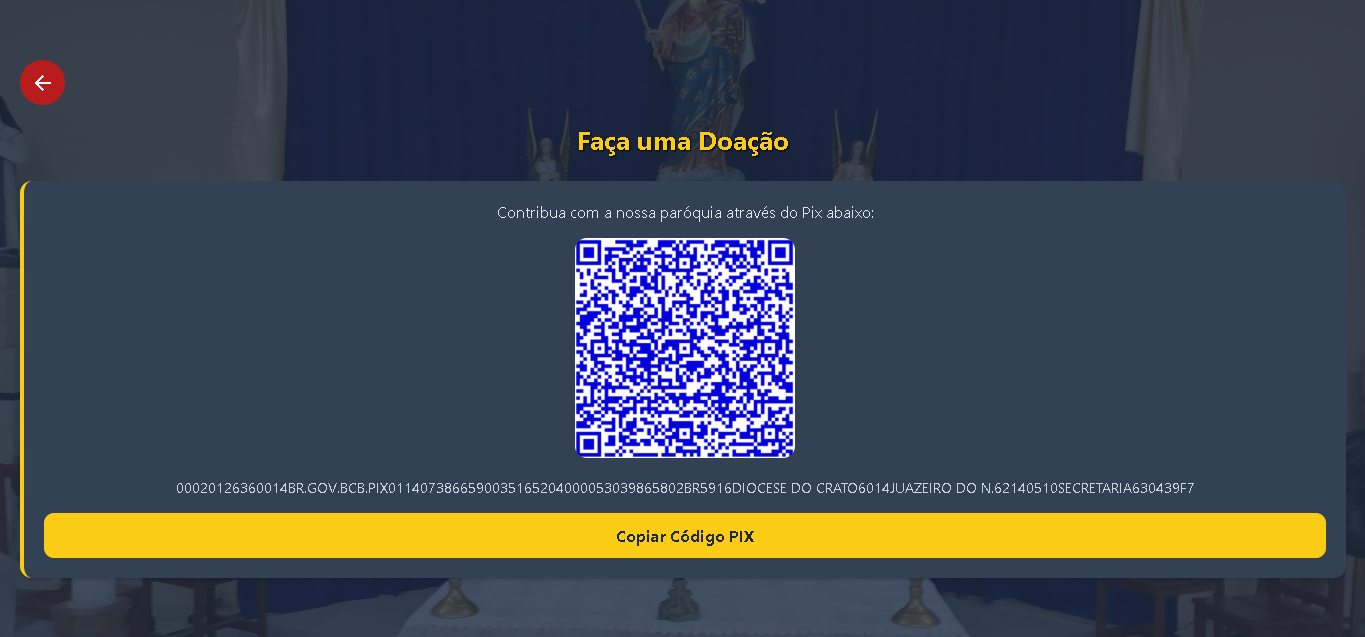 Faça uma Doação
Contribua com a nossa paróquia através do Pix abaixo:
00020126360014BR.GOV.BCB.PIX0114073866590035165204000053039865802BR5916DIOCESE DO CRATO6014JUAZEIRO DO N.62140510SECRETARIA630439F7
Copiar Código PIX